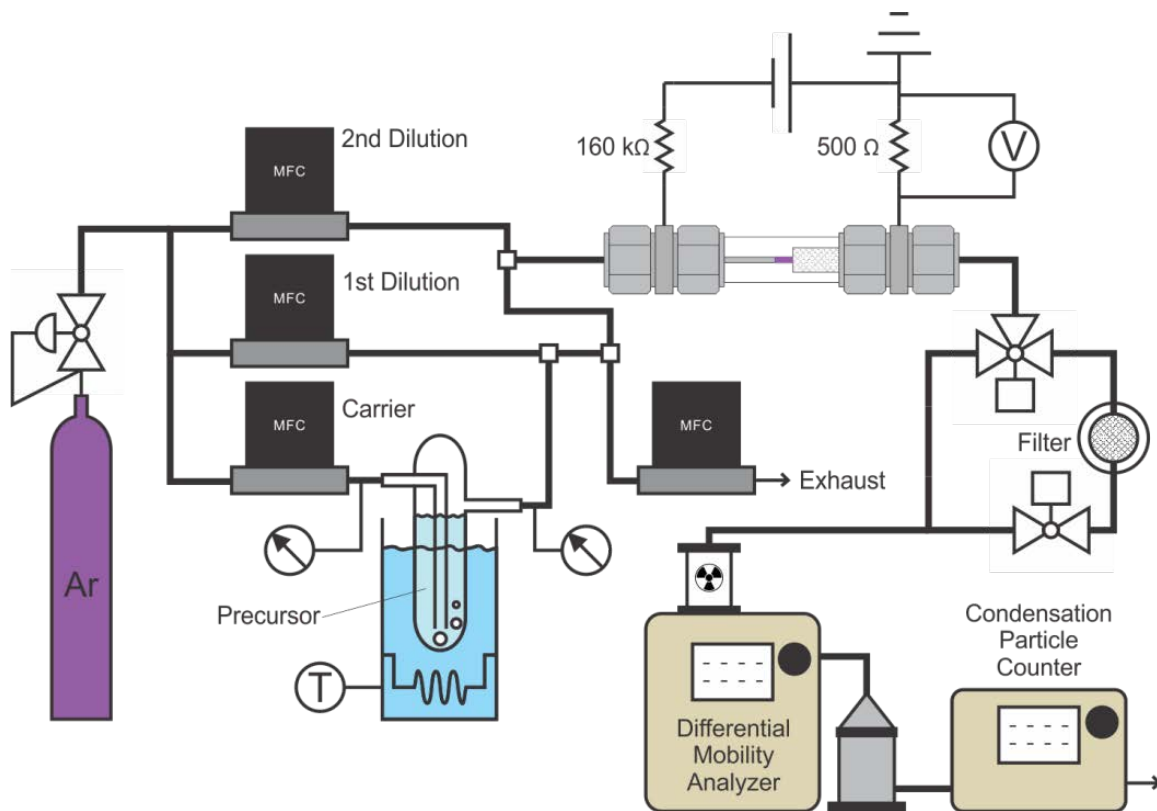 2nd Dilution
MFC
160 kΩ
500 Ω
V
1st Dilution
MFC
Carrier
MFC
MFC
Exhaust
Filter
Ar
Precursor
T
Condensation
Particle
Counter
Differential
Mobility
Analyzer